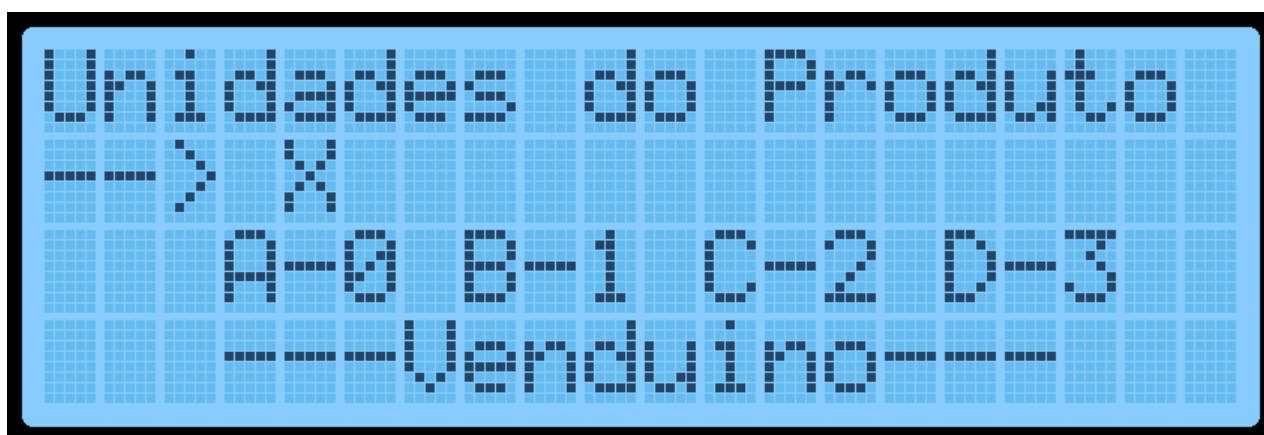 Unidades do Produto
--> X
A-0 B-1 C-2 D-3
---Venduino---